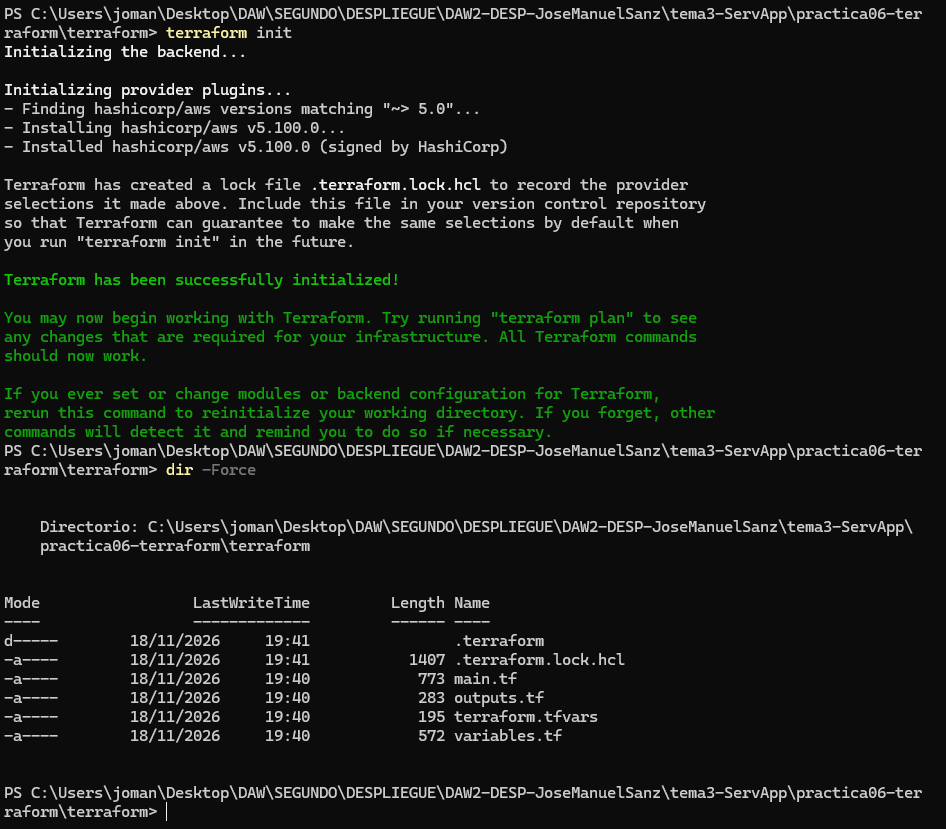 PS C:\Users\joman\Desktop\DAW\SEGUNDO\DESPLIEGUE\DAW2-DESP-JoseManuelSanz\tema3-ServApp\practica06-ter
raform\terraform> terraform init
Initializing the backend...
Initializing provider plugins...
- Finding hashicorp/aws versions matching "~> 5.0"...
- Installing hashicorp/aws v5.100.0...
- Installed hashicorp/aws v5.100.0 (signed by HashiCorp)
Terraform has created a lock file .terraform.lock.hcl to record the provider
selections it made above. Include this file in your version control repository
so that Terraform can guarantee to make the same selections by default when
you run "terraform init" in the future.
Terraform has been successfully initialized!
You may now begin working with Terraform. Try running "terraform plan" to see
any changes that are required for your infrastructure. All Terraform commands
should now work.
If you ever set or change modules or backend configuration for Terraform,
rerun this command to reinitialize your working directory. If you forget, other
commands will detect it and remind you to do so if necessary.
PS C:\Users\joman\Desktop\DAW\SEGUNDO\DESPLIEGUE\DAW2-DESP-JoseManuelSanz\tema3-ServApp\practica06-ter
raform\terraform> dir -Force
Directorio: C:\Users\joman\Desktop\DAW\SEGUNDO\DESPLIEGUE\DAW2-DESP-JoseManuelSanz\tema3-ServApp\
practica06-terraform\terraform
Mode LastWriteTime Length Name
---- ------------- ------ ----
d----- 18/11/2026 19:41 .terraform
-a---- 18/11/2026 19:41 1407 .terraform.lock.hcl
-a---- 18/11/2026 19:40 773 main.tf
-a---- 18/11/2026 19:40 283 outputs.tf
-a---- 18/11/2026 19:40 195 terraform.tfvars
-a---- 18/11/2026 19:40 572 variables.tf
PS C:\Users\joman\Desktop\DAW\SEGUNDO\DESPLIEGUE\DAW2-DESP-JoseManuelSanz\tema3-ServApp\practica06-ter
raform\terraform>